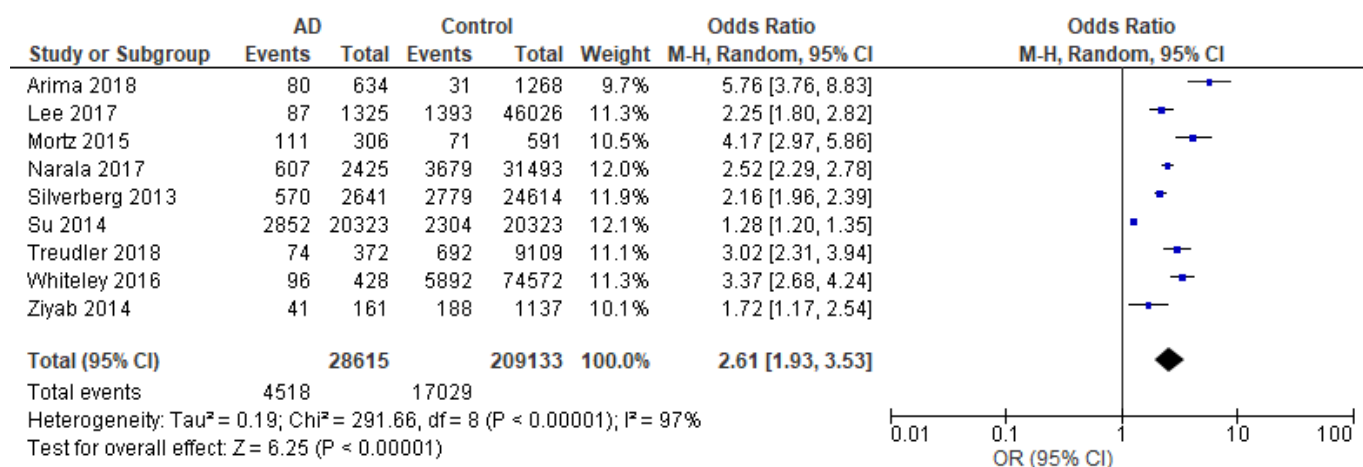 AD Control Odds Ratio Odds Ratio
Study or Subgroup Events Total Events Total Weight M-H, Random, 95% CI M-H, Random, 95% CI
Arima 2018 80 634 31 1268 9.7% 5.76 [3.76, 8.83]
Lee 2017 87 1325 1393 46026 11.3% 2.25 [1.80, 2.82]
Mortz 2015 111 306 71 591 10.5% 4.17 [2.97, 5.86]
Narala 2017 607 2425 3679 31493 12.0% 2.52 [2.29, 2.78]
Silverberg 2013 570 2641 2779 24614 11.9% 2.16 [1.96, 2.39]
Su 2014 2852 20323 2304 20323 12.1% 1.28 [1.20, 1.35]
Treudler 2018 74 372 692 9109 11.1% 3.02 [2.31, 3.94]
Whiteley 2016 96 428 5892 74572 11.3% 3.37 [2.68, 4.24]
Ziyab 2014 41 161 188 1137 10.1% 1.72 [1.17, 2.54]
Total (95% CI) 28615 209133 100.0% 2.61 [1.93, 3.53]
Total events 4518 17029
Heterogeneity: Tau² = 0.19; Chi² = 291.66, df = 8 (P < 0.00001); I² = 97%
Test for overall effect: Z = 6.25 (P < 0.00001)
0.01 0.1 1 10 100
OR (95% CI)